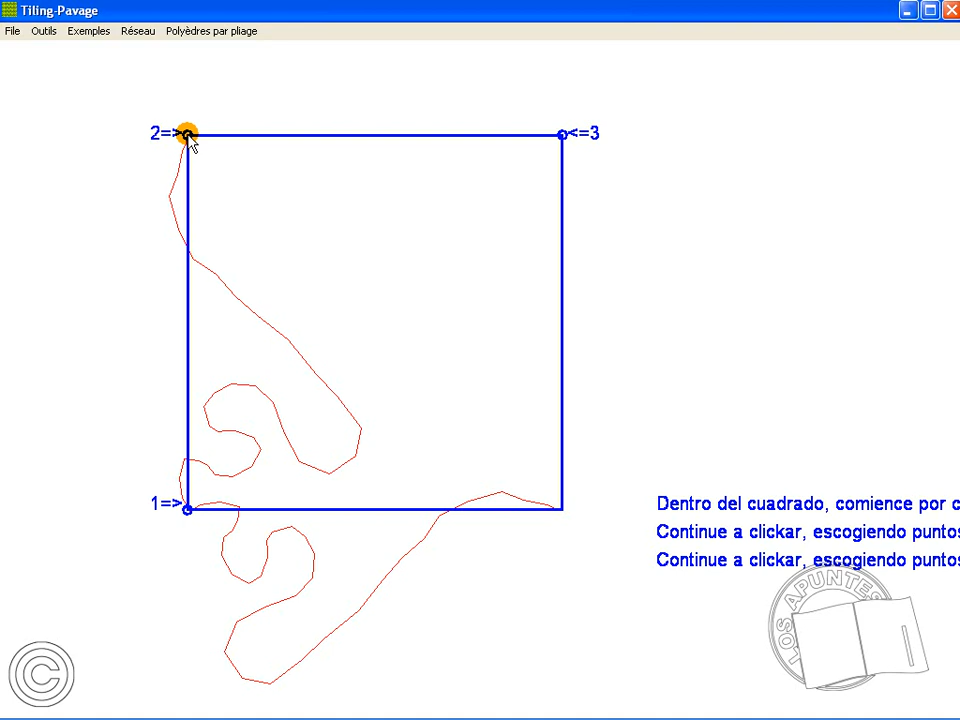 Tiling-Pavage
File Outils Exemples Réseau Polyèdres par pliage
2=> <=3
1=>
Dentro del cuadrado, comience por c
Continue a clickar, escogiendo puntos
Continue a clickar, escogiendo puntos
LOS APUNTES
©